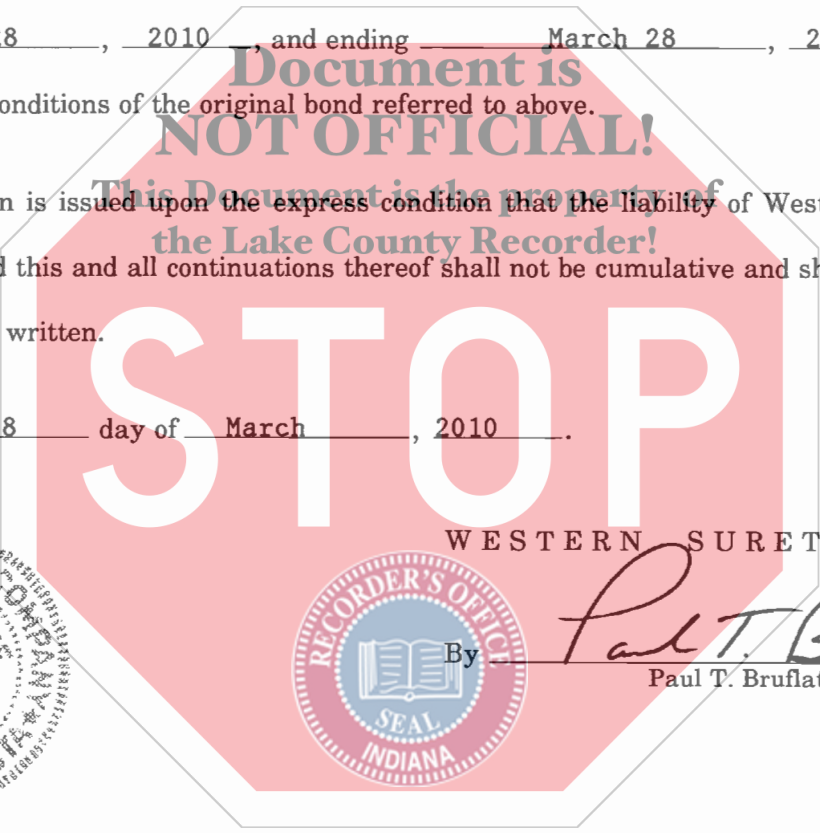 8, 2010, and ending March 28, 2
Document is
onditions of the original bond referred to above.
NOT OFFICIAL!
This Document is the property of
n is issued upon the express condition that the liability of West
the Lake County Recorder!
d this and all continuations thereof shall not be cumulative and sh
written.
STOP
8 day of March, 2010.
WESTERN SURET
COMPAN
RECORDER'S OFFICE
By Paul T. B
Paul T. Bruflat
SEAL
INDIANA